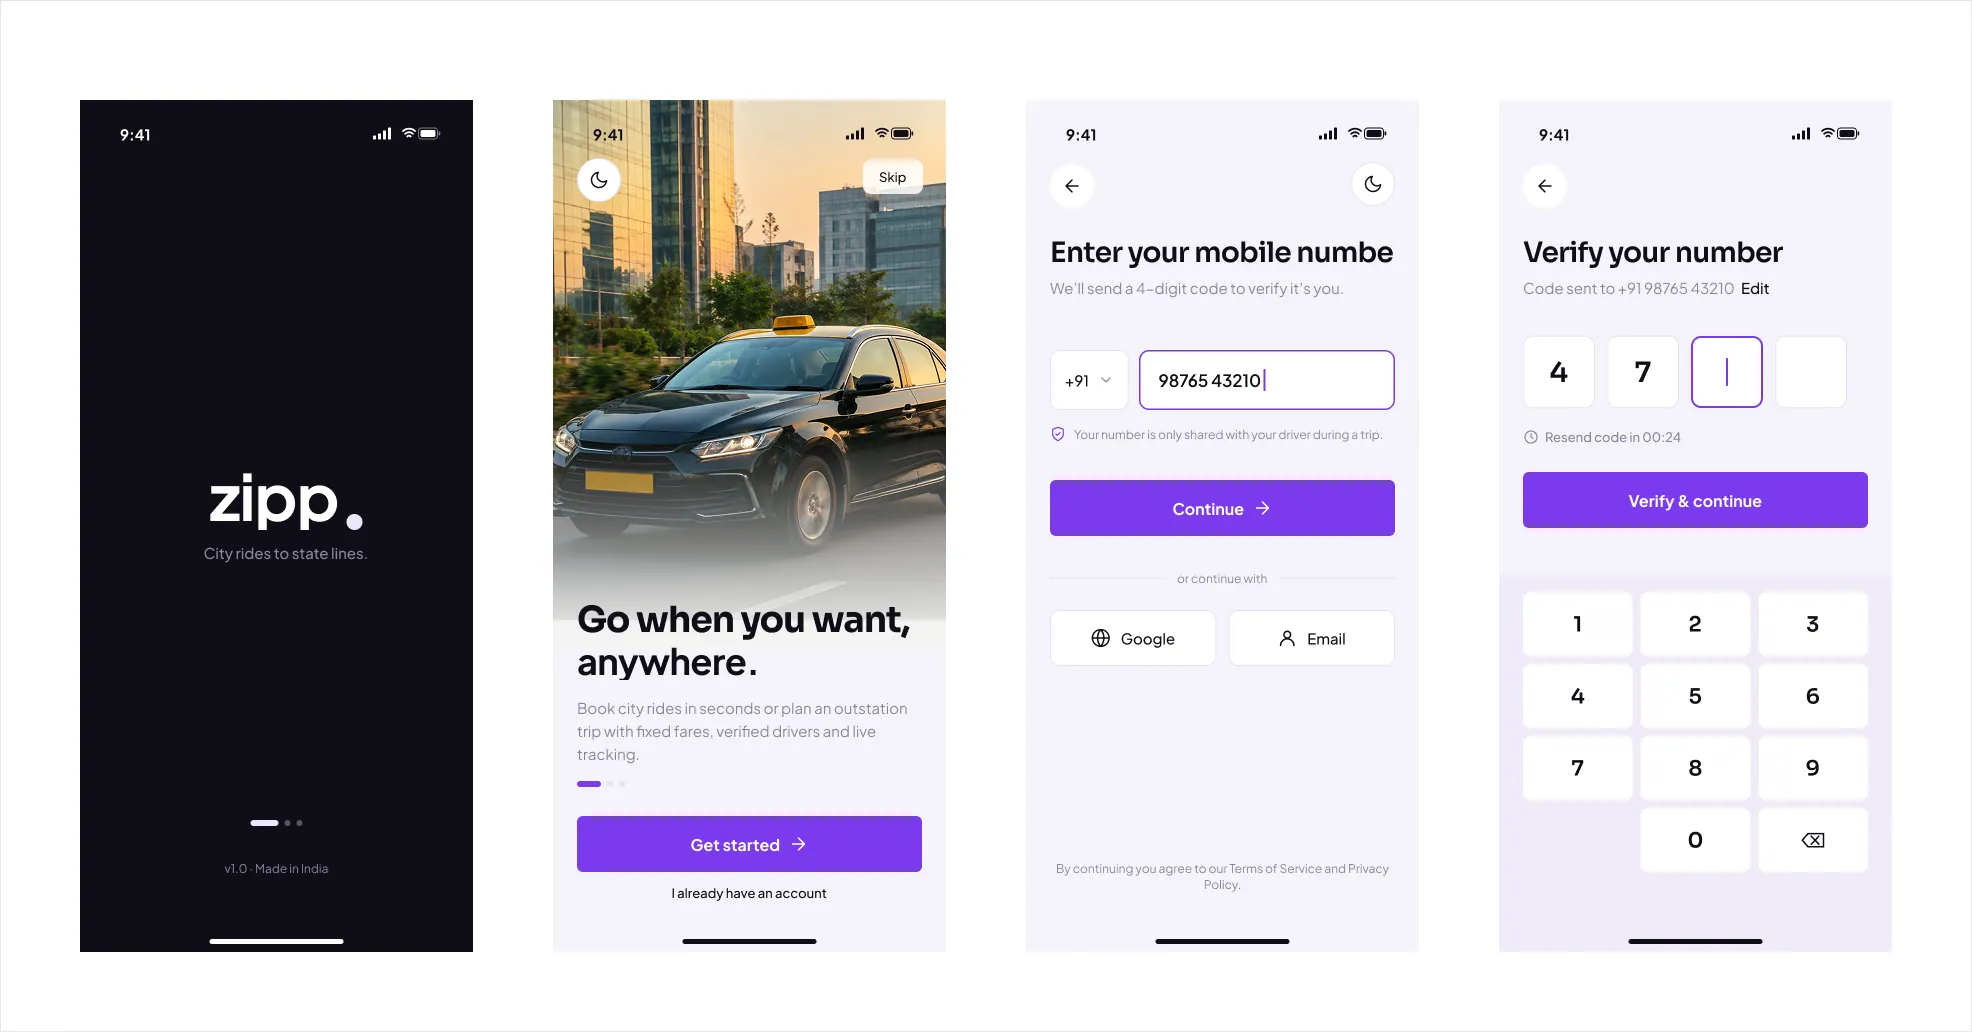 9:41
zipp.
City rides to state lines.
v1.0 · Made in India
9:41
Skip
Go when you want,
anywhere.
Book city rides in seconds or plan an outstation
trip with fixed fares, verified drivers and live
tracking.
Get started
I already have an account
9:41
Enter your mobile numbe
We'll send a 4-digit code to verify it's you.
+91
98765 43210
Your number is only shared with your driver during a trip.
Continue
or continue with
Google
Email
By continuing you agree to our Terms of Service and Privacy
Policy.
9:41
Verify your number
Code sent to +91 98765 43210 Edit
4 7
Resend code in 00:24
Verify & continue
1 2 3
4 5 6
7 8 9
0